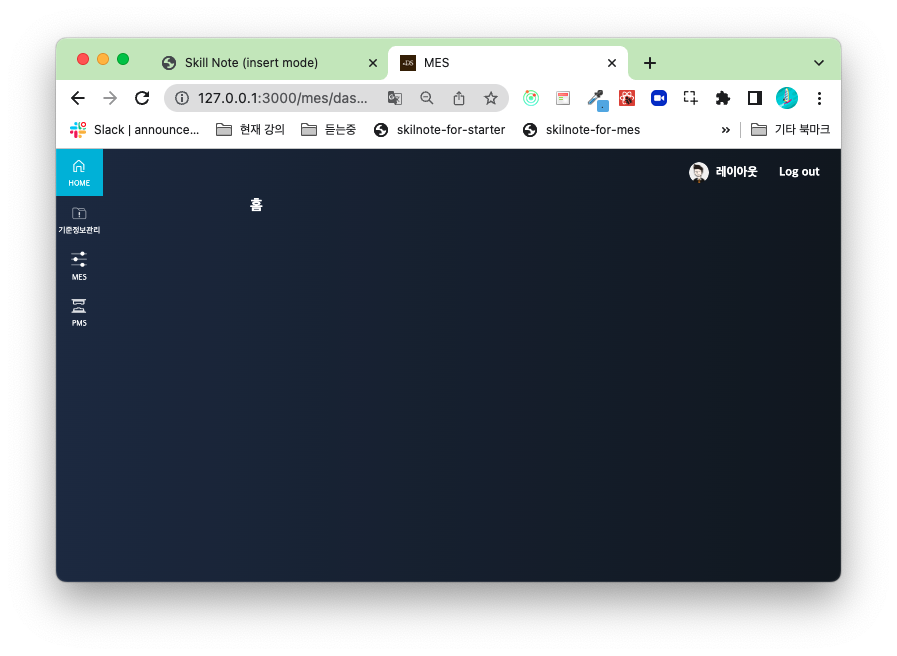 Skill Note (insert mode)
MES
127.0.0.1:3000/mes/das...
Slack | announce...
현재 강의
듣는중
skilnote-for-starter
skilnote-for-mes
»
기타 북마크
HOME
레이아웃
Log out
홈
기준정보관리
MES
PMS